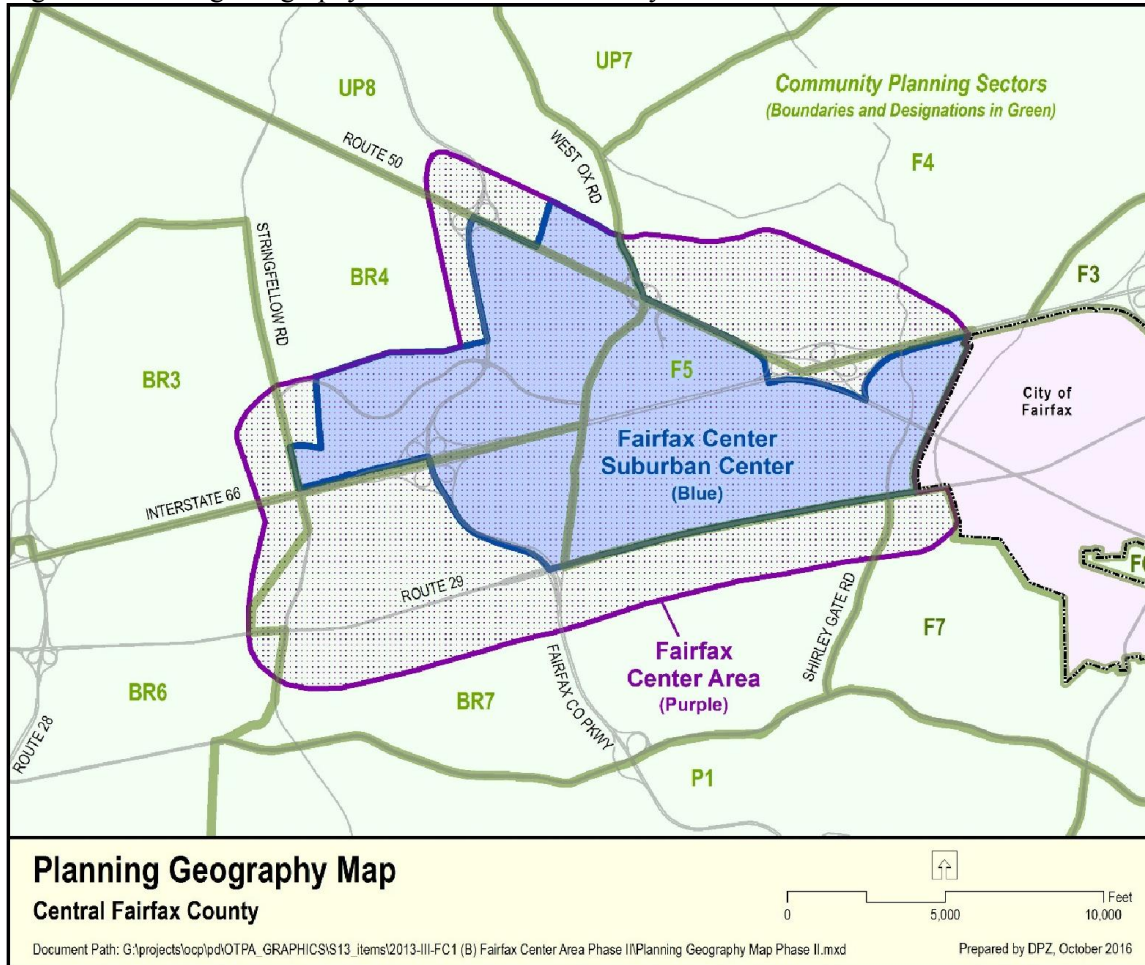 UP7
Community Planning Sectors
(Boundaries and Designations in Green)
UP8
ROUTE 50
WEST OX RD
F4
STRINGFELLOW RD
BR4
F3
BR3
F5
City of
Fairfax
Fairfax Center
Suburban Center
(Blue)
INTERSTATE 66
ROUTE 29
SHIRLEY GATE RD
F7
Fairfax
Center Area
(Purple)
FAIRFAX CO PKWY
BR6
BR7
ROUTE 28
P1
Planning Geography Map
Central Fairfax County
Feet
0 5,000 10,000
Document Path: G:\projects\ocp\pd\OTPA_GRAPHICS\S13_items\2013-III-FC1 (B) Fairfax Center Area Phase II\Planning Geography Map Phase II.mxd
Prepared by DPZ, October 2016